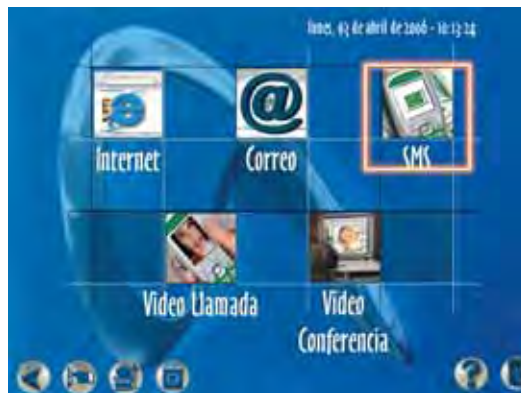 lunes, 03 de abril de 2006 - 10:13:24
Internet
Correo
SMS
Video Llamada
Video
Conferencia
?